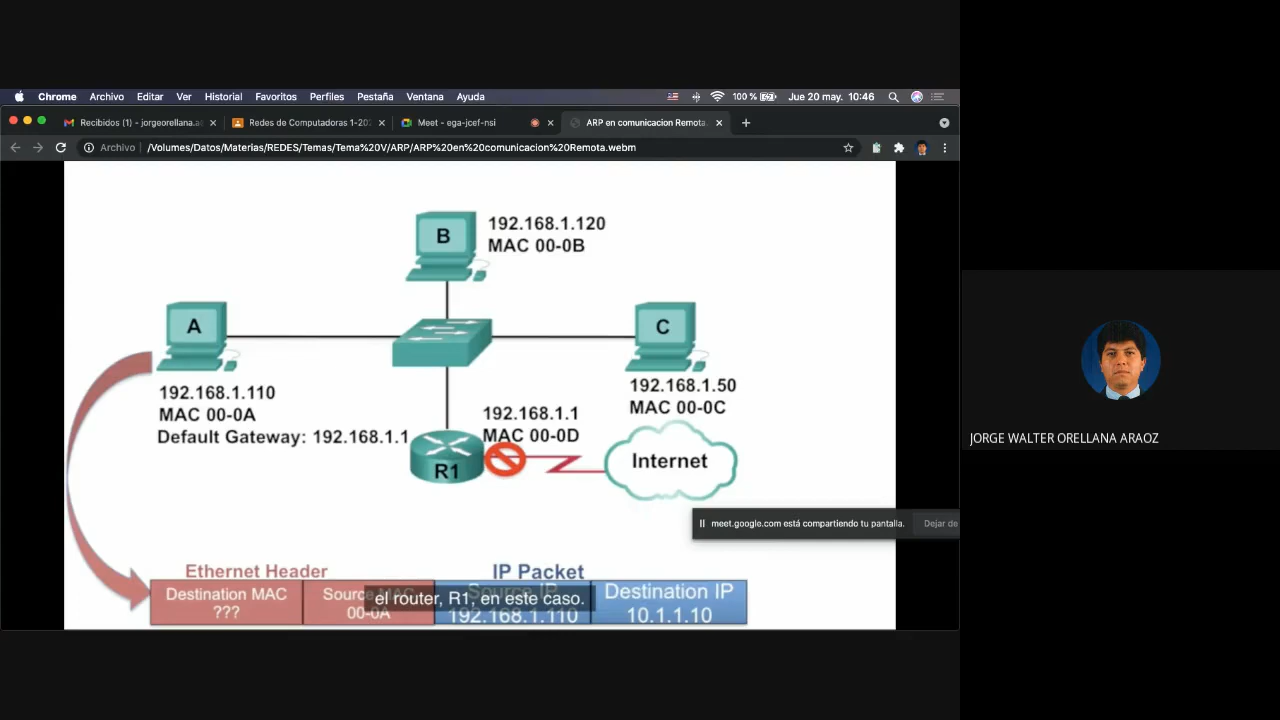 Chrome Archivo Editar Ver Historial Favoritos Perfiles Pestaña Ventana Ayuda 100 % Jue 20 may. 10:46
Recibidos (1) - jorgeorellana.a
Redes de Computadoras 1-20
Meet - ega-jcef-nsi
ARP en comunicacion Remota.
Archivo /Volumes/Datos/Materias/REDES/Temas/Tema%20V/ARP/ARP%20en%20comunicacion%20Remota.webm
B
192.168.1.120
MAC 00-0B
A
C
192.168.1.110
MAC 00-0A
Default Gateway: 192.168.1.1
192.168.1.50
MAC 00-0C
192.168.1.1
MAC 00-0D
R1
Internet
JORGE WALTER ORELLANA ARAOZ
meet.google.com está compartiendo tu pantalla. Dejar de
Ethernet Header
IP Packet
Destination MAC
???
Source MAC
00-0A
Source IP
192.168.1.110
Destination IP
10.1.1.10
el router, R1, en este caso.